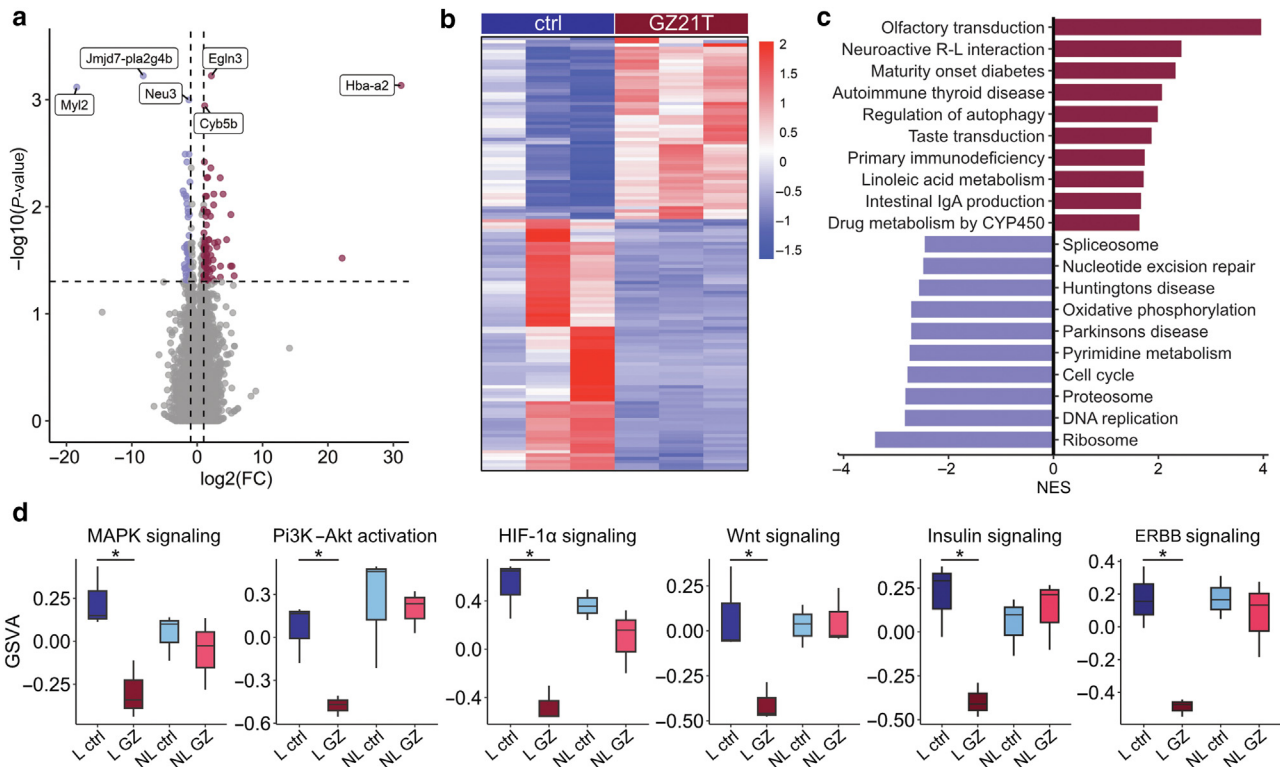 a
Jmjd7-pla2g4b
Egln3
Hba-a2
Myl2
Neu3
Cyb5b
3
2
1
0
−log10(P-value)
−20
−10
0
10
20
30
log2(FC)
b
ctrl
GZ21T
2
1.5
1
0.5
0
−0.5
−1
−1.5
c
Olfactory transduction
Neuroactive R-L interaction
Maturity onset diabetes
Autoimmune thyroid disease
Regulation of autophagy
Taste transduction
Primary immunodeficiency
Linoleic acid metabolism
Intestinal IgA production
Drug metabolism by CYP450
Spliceosome
Nucleotide excision repair
Huntingtons disease
Oxidative phosphorylation
Parkinsons disease
Pyrimidine metabolism
Cell cycle
Proteosome
DNA replication
Ribosome
−4
−2
0
2
4
NES
d
GSVA
MAPK signaling
*
0.25
0.00
−0.25
L ctrl
L GZ
NL ctrl
NL GZ
Pi3K–Akt activation
*
0.3
0.0
−0.3
−0.6
L ctrl
L GZ
NL ctrl
NL GZ
HIF-1α signaling
*
0.4
0.0
−0.4
L ctrl
L GZ
NL ctrl
NL GZ
Wnt signaling
*
0.25
0.00
−0.25
−0.50
L ctrl
L GZ
NL ctrl
NL GZ
Insulin signaling
*
0.25
0.00
−0.25
−0.50
L ctrl
L GZ
NL ctrl
NL GZ
ERBB signaling
*
0.4
0.2
0.0
−0.4
L ctrl
L GZ
NL ctrl
NL GZ